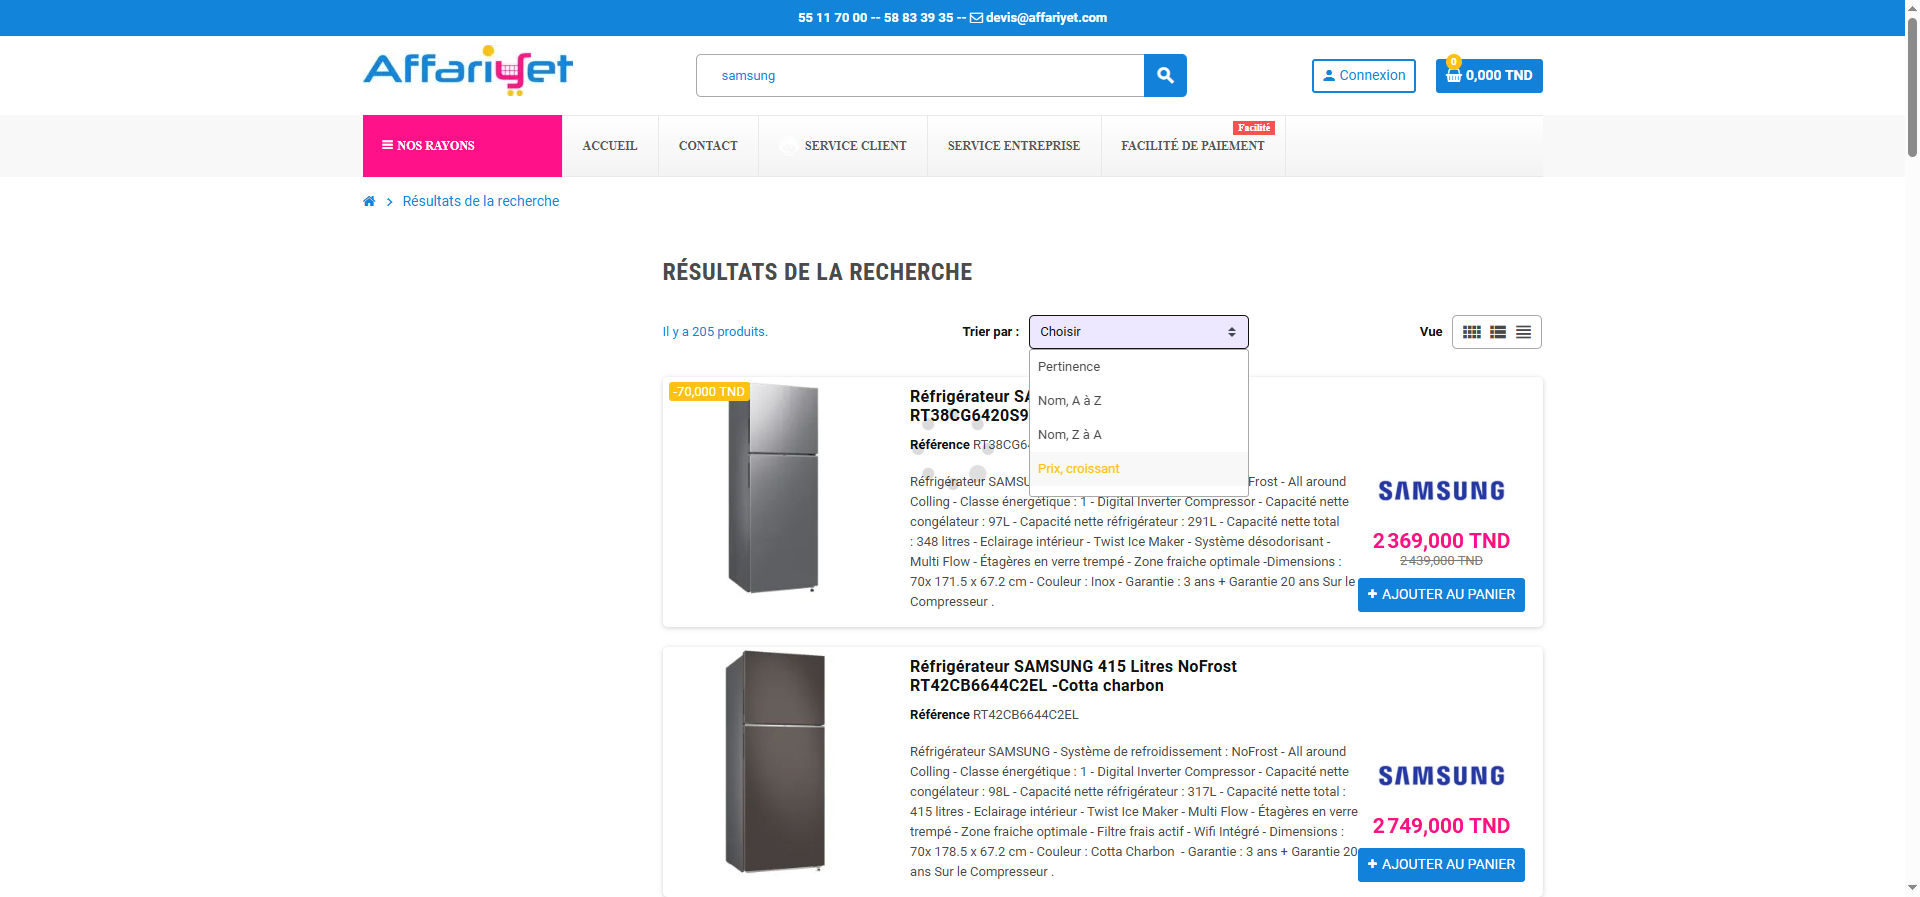 55 11 70 00 -- 58 83 39 35 -- devis@affariyet.com
Affariyet
samsung
Connexion
0
0,000 TND
NOS RAYONS
ACCUEIL
CONTACT
SERVICE CLIENT
SERVICE ENTREPRISE
Facilité
FACILITÉ DE PAIEMENT
Résultats de la recherche
RÉSULTATS DE LA RECHERCHE
Il y a 205 produits.
Trier par :
Choisir
Vue
Pertinence
Nom, A à Z
Nom, Z à A
Prix, croissant
-70,000 TND
Réfrigérateur SA
RT38CG6420S9
Référence RT38CG64
Réfrigérateur SAMSU Frost - All around
Colling - Classe énergétique : 1 - Digital Inverter Compressor - Capacité nette
congélateur : 97L - Capacité nette réfrigérateur : 291L - Capacité nette total
: 348 litres - Eclairage intérieur - Twist Ice Maker - Système désodorisant -
Multi Flow - Étagères en verre trempé - Zone fraiche optimale -Dimensions :
70x 171.5 x 67.2 cm - Couleur : Inox - Garantie : 3 ans + Garantie 20 ans Sur le
Compresseur .
SAMSUNG
2 369,000 TND
2 439,000 TND
+ AJOUTER AU PANIER
Réfrigérateur SAMSUNG 415 Litres NoFrost
RT42CB6644C2EL -Cotta charbon
Référence RT42CB6644C2EL
Réfrigérateur SAMSUNG - Système de refroidissement : NoFrost - All around
Colling - Classe énergétique : 1 - Digital Inverter Compressor - Capacité nette
congélateur : 98L - Capacité nette réfrigérateur : 317L - Capacité nette total :
415 litres - Eclairage intérieur - Twist Ice Maker - Multi Flow - Étagères en verre
trempé - Zone fraiche optimale - Filtre frais actif - Wifi Intégré - Dimensions :
70x 178.5 x 67.2 cm - Couleur : Cotta Charbon - Garantie : 3 ans + Garantie 20
ans Sur le Compresseur .
SAMSUNG
2 749,000 TND
+ AJOUTER AU PANIER